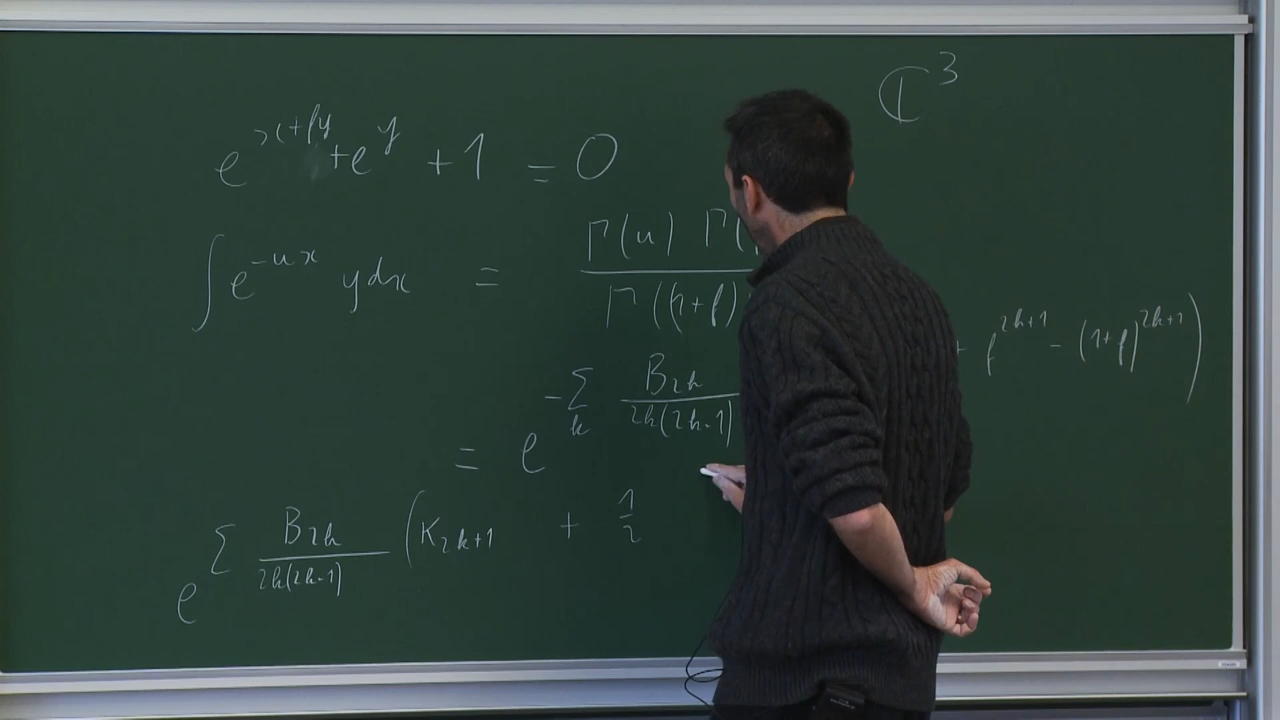 ℂ^3
e^{x+fy} + e^y + 1 = 0
∫ e^{-ux} y dx = Γ(u) Γ( / Γ((1+f)
= e^{-∑_k B_{2k} / 2k(2k-1) + f^{2k+1} - (1+f)^{2k+1})}
e^{∑ B_{2k} / 2k(2k-1) (K_{2k+1} + 1/2